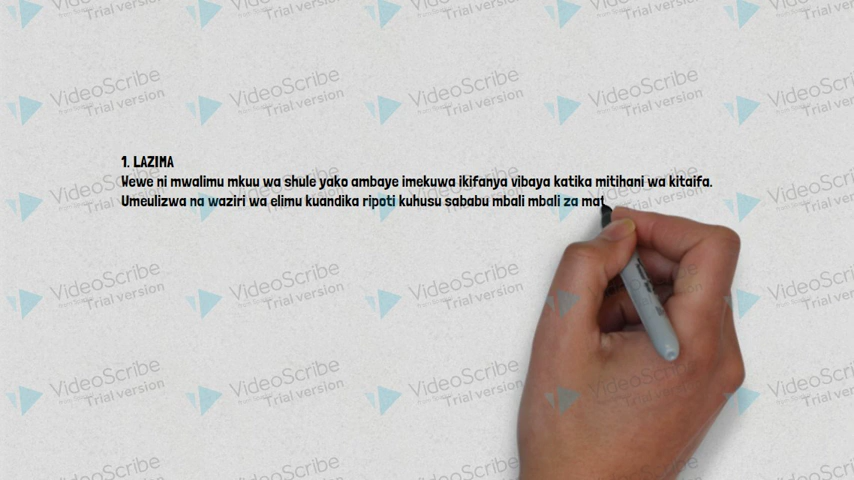 1. LAZIMA
Wewe ni mwalimu mkuu wa shule yako ambaye imekuwa ikifanya vibaya katika mitihani wa kitaifa.
Umeulizwa na waziri wa elimu kuandika ripoti kuhusu sababu mbali mbali za mat
VideoScribe
Trial version